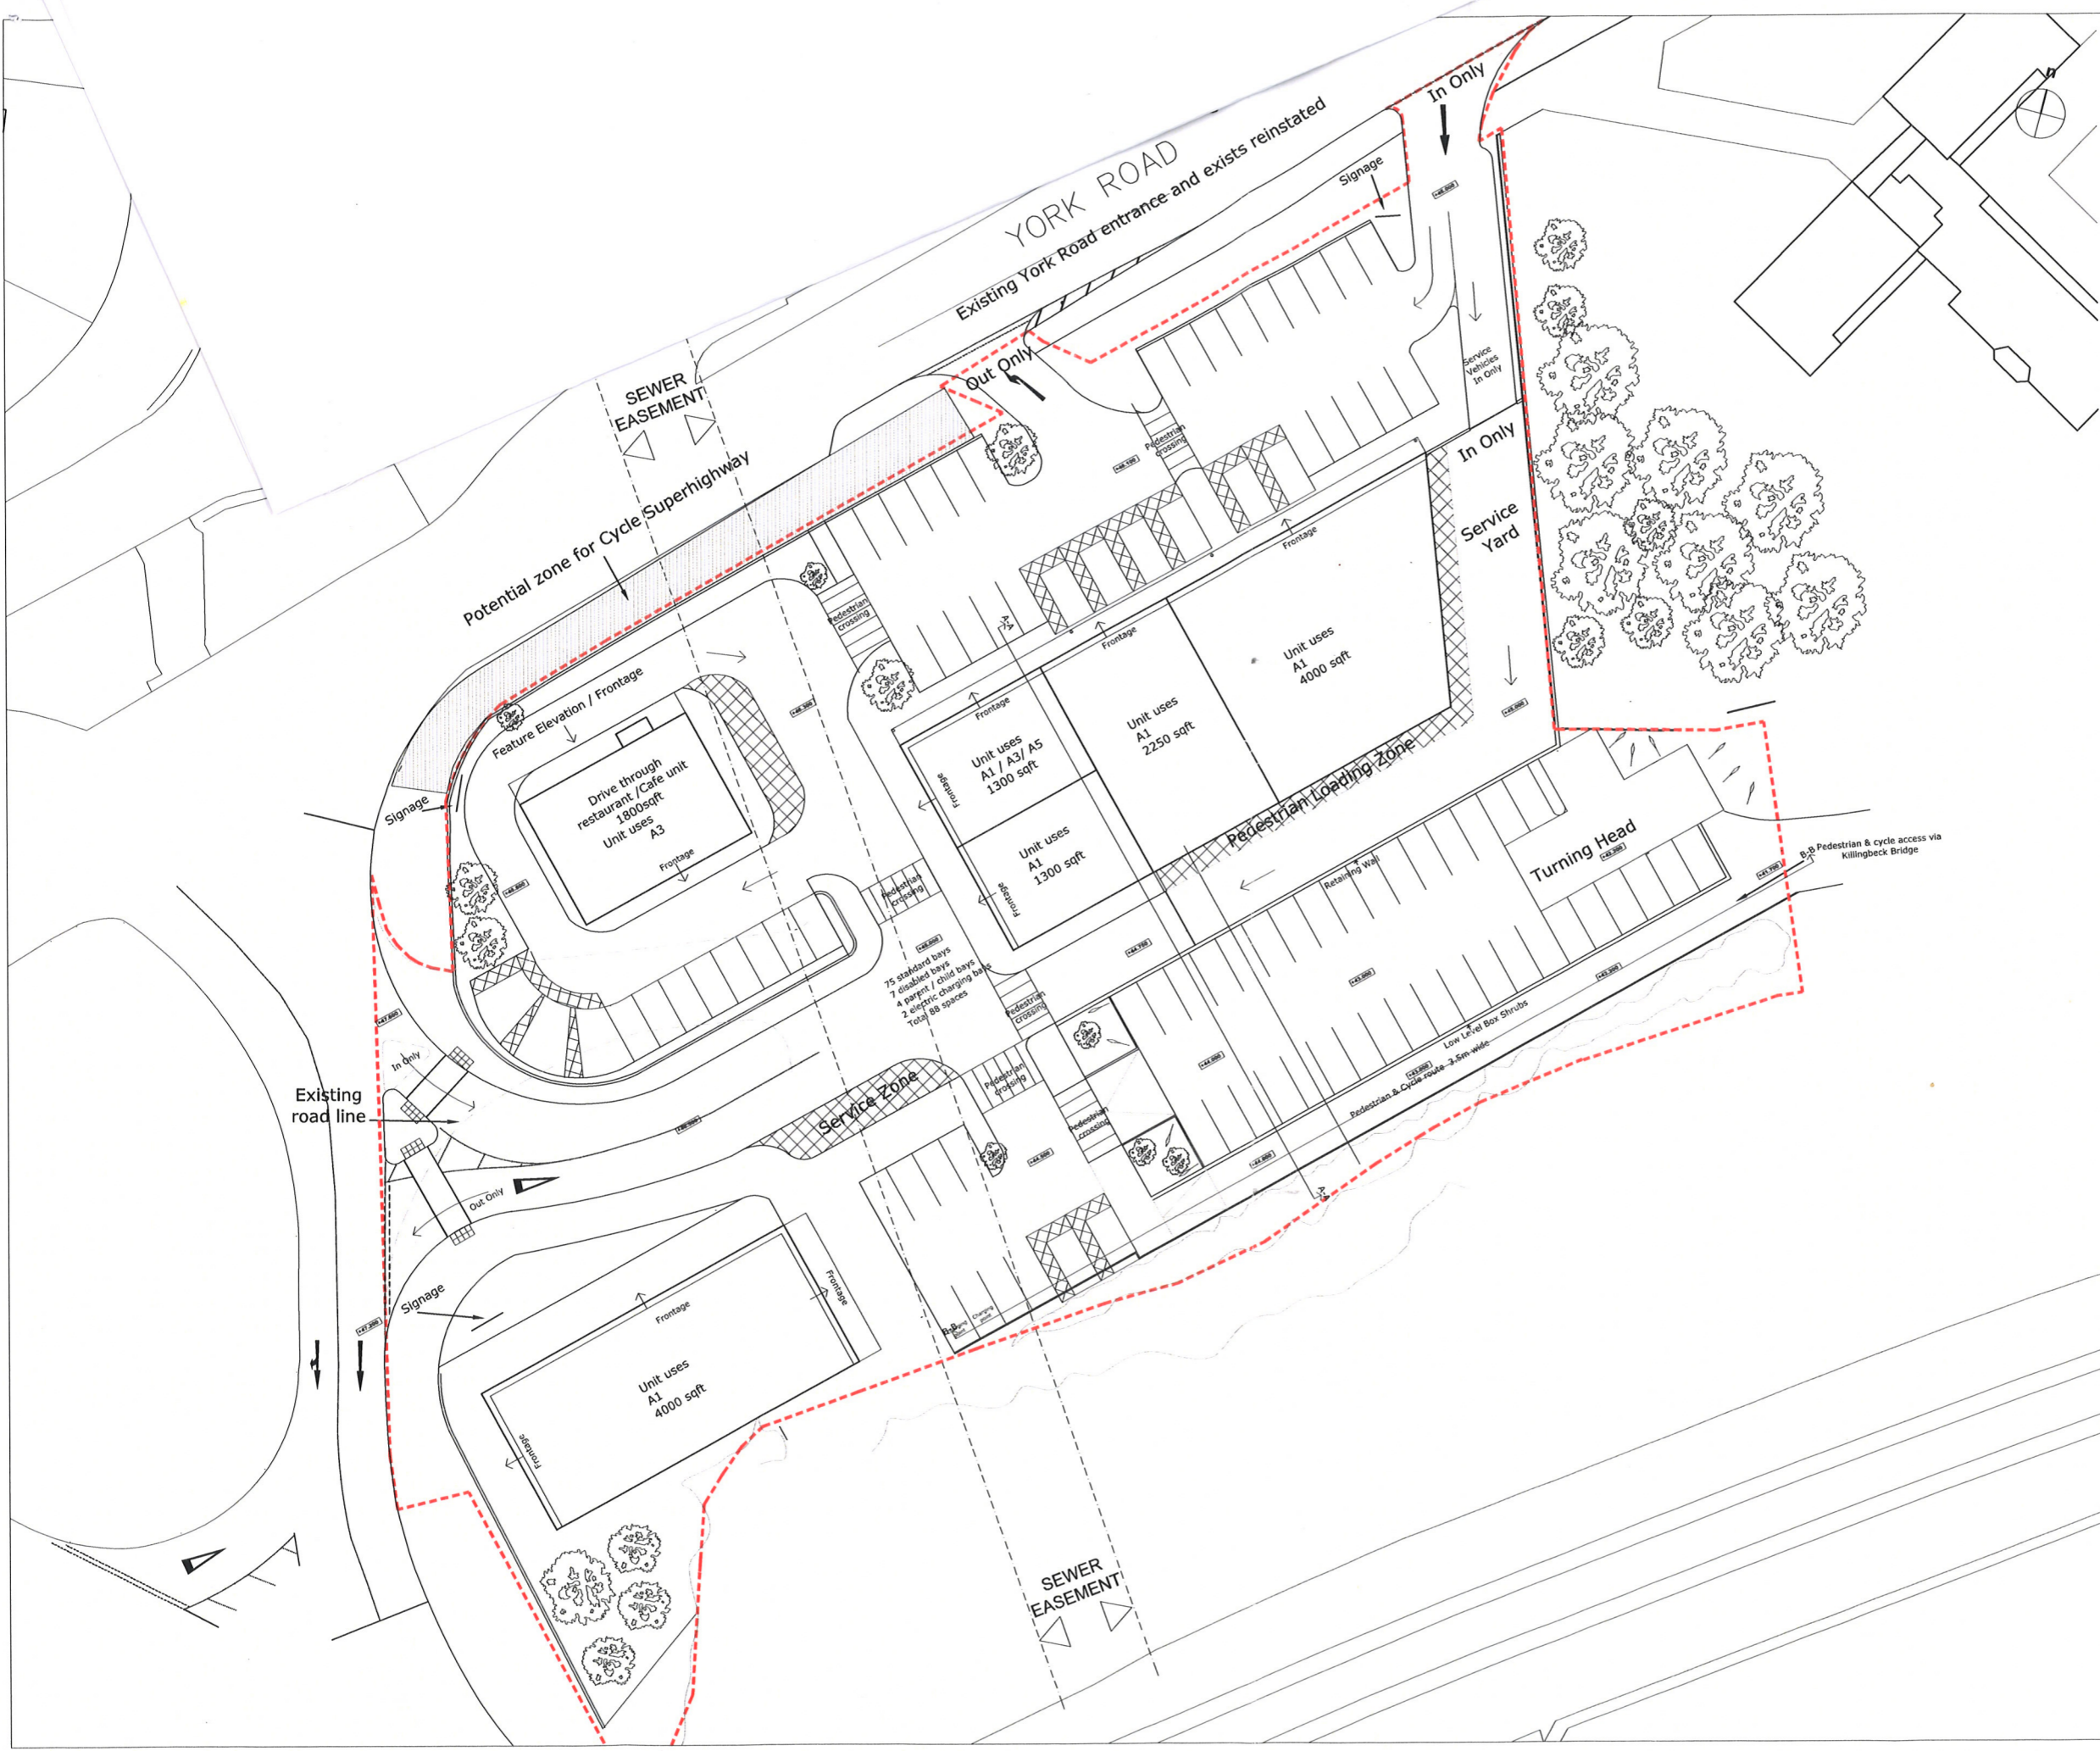 n
In Only
YORK ROAD
Existing York Road entrance and exists reinstated
Signage
Service
Vehicles
In Only
Out Only
SEWER
EASEMENT
Pedestrian
crossing
In Only
Service
Yard
Potential zone for Cycle Superhighway
Frontage
Pedestrian
crossing
Frontage
Unit uses
A1
4000 sqft
Feature Elevation / Frontage
Frontage
Unit uses
A1
2250 sqft
Unit uses
A1 / A3/ A5
1300 sqft
Frontage
Drive through
restaurant /Cafe unit
1800sqft
Unit uses
A3
Frontage
Signage
Pedestrian Loading Zone
Unit uses
A1
1300 sqft
Frontage
Turning Head
Retaining Wall
B-B Pedestrian & cycle access via
Killingbeck Bridge
Pedestrian
crossing
75 standard bays
7 disabled bays
4 parent / child bays
2 electric charging bays
Total 88 spaces
Pedestrian
crossing
Low Level Box Shrubs
Pedestrian & Cycle route 3.5m wide
In Only
Existing
road line
Service Zone
Pedestrian
crossing
Pedestrian
crossing
A-A
Out Only
Signage
Frontage
Frontage
Unit uses
A1
4000 sqft
Frontage
B-B
Charging
point
SEWER
EASEMENT